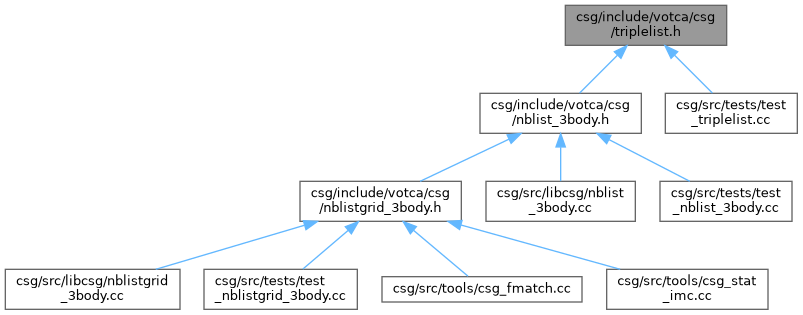 csg/include/votca/csg
/triplelist.h
csg/include/votca/csg
/nblist_3body.h
csg/src/tests/test
_triplelist.cc
csg/include/votca/csg
/nblistgrid_3body.h
csg/src/libcsg/nblist
_3body.cc
csg/src/tests/test
_nblist_3body.cc
csg/src/libcsg/nblistgrid
_3body.cc
csg/src/tests/test
_nblistgrid_3body.cc
csg/src/tools/csg_fmatch.cc
csg/src/tools/csg_stat
_imc.cc